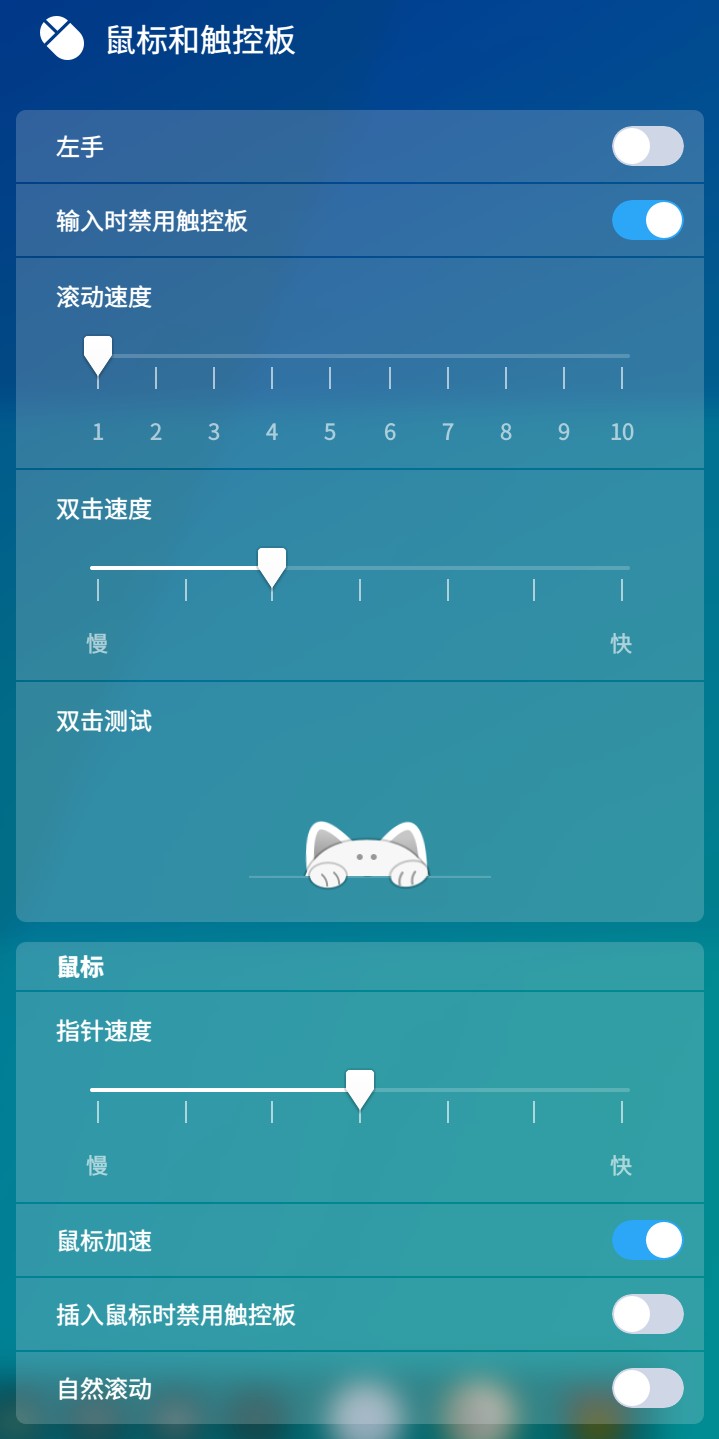 鼠标和触控板
左手
输入时禁用触控板
滚动速度
1 2 3 4 5 6 7 8 9 10
双击速度
慢 快
双击测试
鼠标
指针速度
慢 快
鼠标加速
插入鼠标时禁用触控板
自然滚动